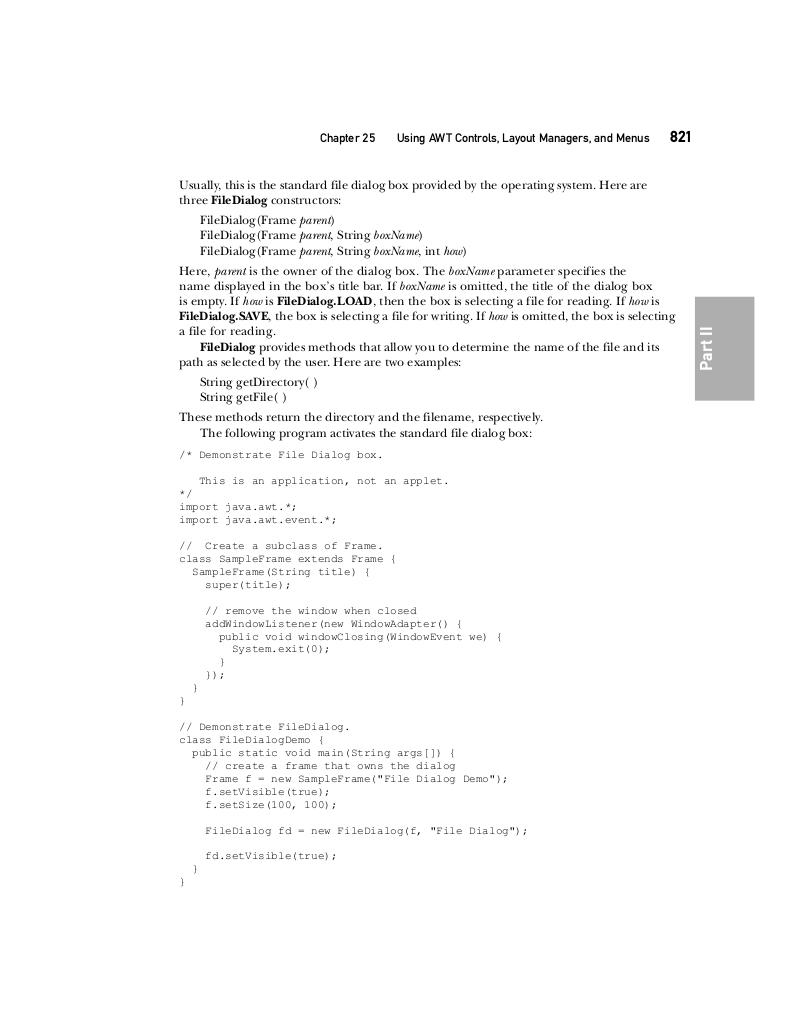 Chapter 25 Using AWT Controls, Layout Managers, and Menus 821
Usually, this is the standard file dialog box provided by the operating system. Here are
three FileDialog constructors:
FileDialog(Frame parent)
FileDialog(Frame parent, String boxName)
FileDialog(Frame parent, String boxName, int how)
Here, parent is the owner of the dialog box. The boxName parameter specifies the
name displayed in the box's title bar. If boxName is omitted, the title of the dialog box
is empty. If how is FileDialog.LOAD, then the box is selecting a file for reading. If how is
FileDialog.SAVE, the box is selecting a file for writing. If how is omitted, the box is selecting
a file for reading.
FileDialog provides methods that allow you to determine the name of the file and its
path as selected by the user. Here are two examples:
String getDirectory( )
String getFile( )
These methods return the directory and the filename, respectively.
The following program activates the standard file dialog box:
/* Demonstrate File Dialog box.
This is an application, not an applet.
*/
import java.awt.*;
import java.awt.event.*;
// Create a subclass of Frame.
class SampleFrame extends Frame {
SampleFrame(String title) {
super(title);
// remove the window when closed
addWindowListener(new WindowAdapter() {
public void windowClosing(WindowEvent we) {
System.exit(0);
}
});
}
}
// Demonstrate FileDialog.
class FileDialogDemo {
public static void main(String args[]) {
// create a frame that owns the dialog
Frame f = new SampleFrame("File Dialog Demo");
f.setVisible(true);
f.setSize(100, 100);
FileDialog fd = new FileDialog(f, "File Dialog");
fd.setVisible(true);
}
}
Part II